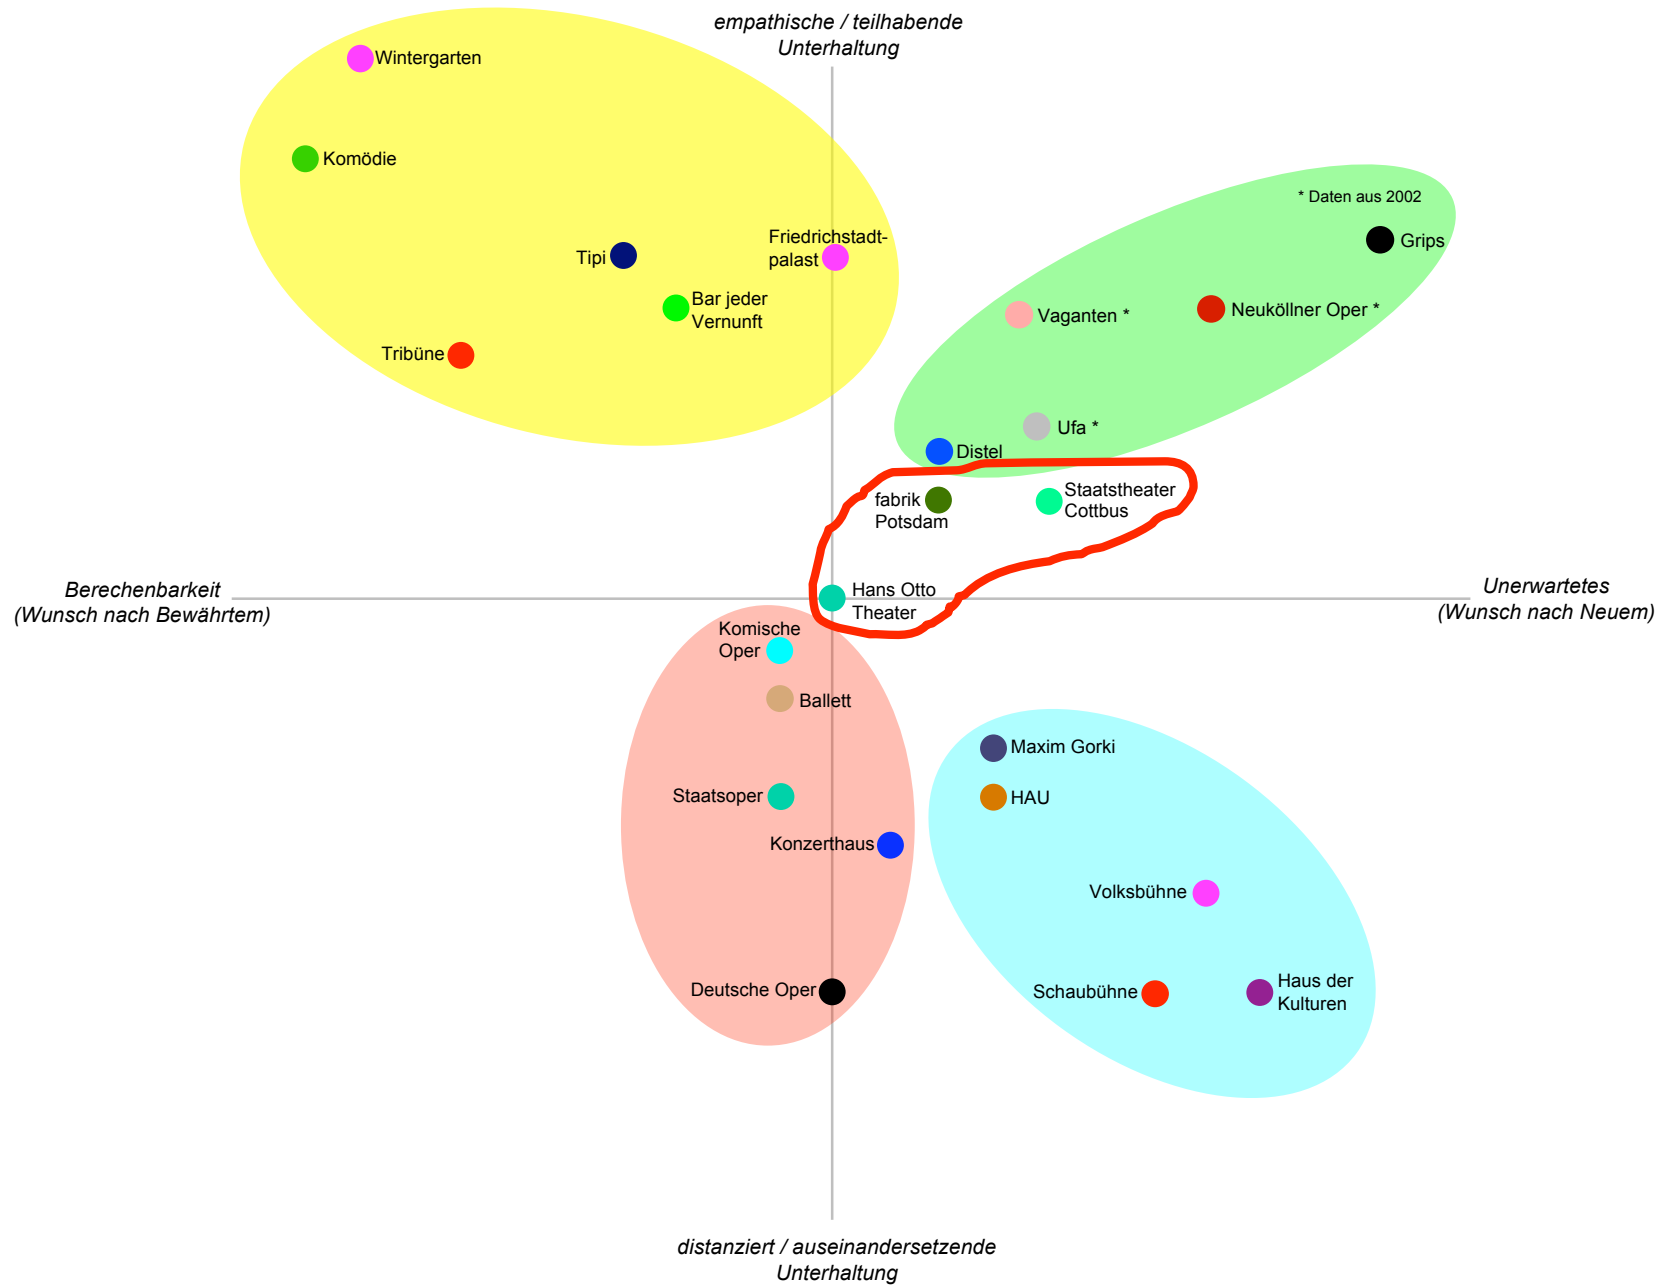 empathische / teilhabende
Unterhaltung
Wintergarten
Komödie
Tipi
Friedrichstadt-
palast
Bar jeder
Vernunft
Tribüne
* Daten aus 2002
Grips
Vaganten *
Neuköllner Oper *
Ufa *
Distel
fabrik
Potsdam
Staatstheater
Cottbus
Berechenbarkeit
(Wunsch nach Bewährtem)
Hans Otto
Theater
Unerwartetes
(Wunsch nach Neuem)
Komische
Oper
Ballett
Staatsoper
Konzerthaus
Deutsche Oper
Maxim Gorki
HAU
Volksbühne
Schaubühne
Haus der
Kulturen
distanziert / auseinandersetzende
Unterhaltung